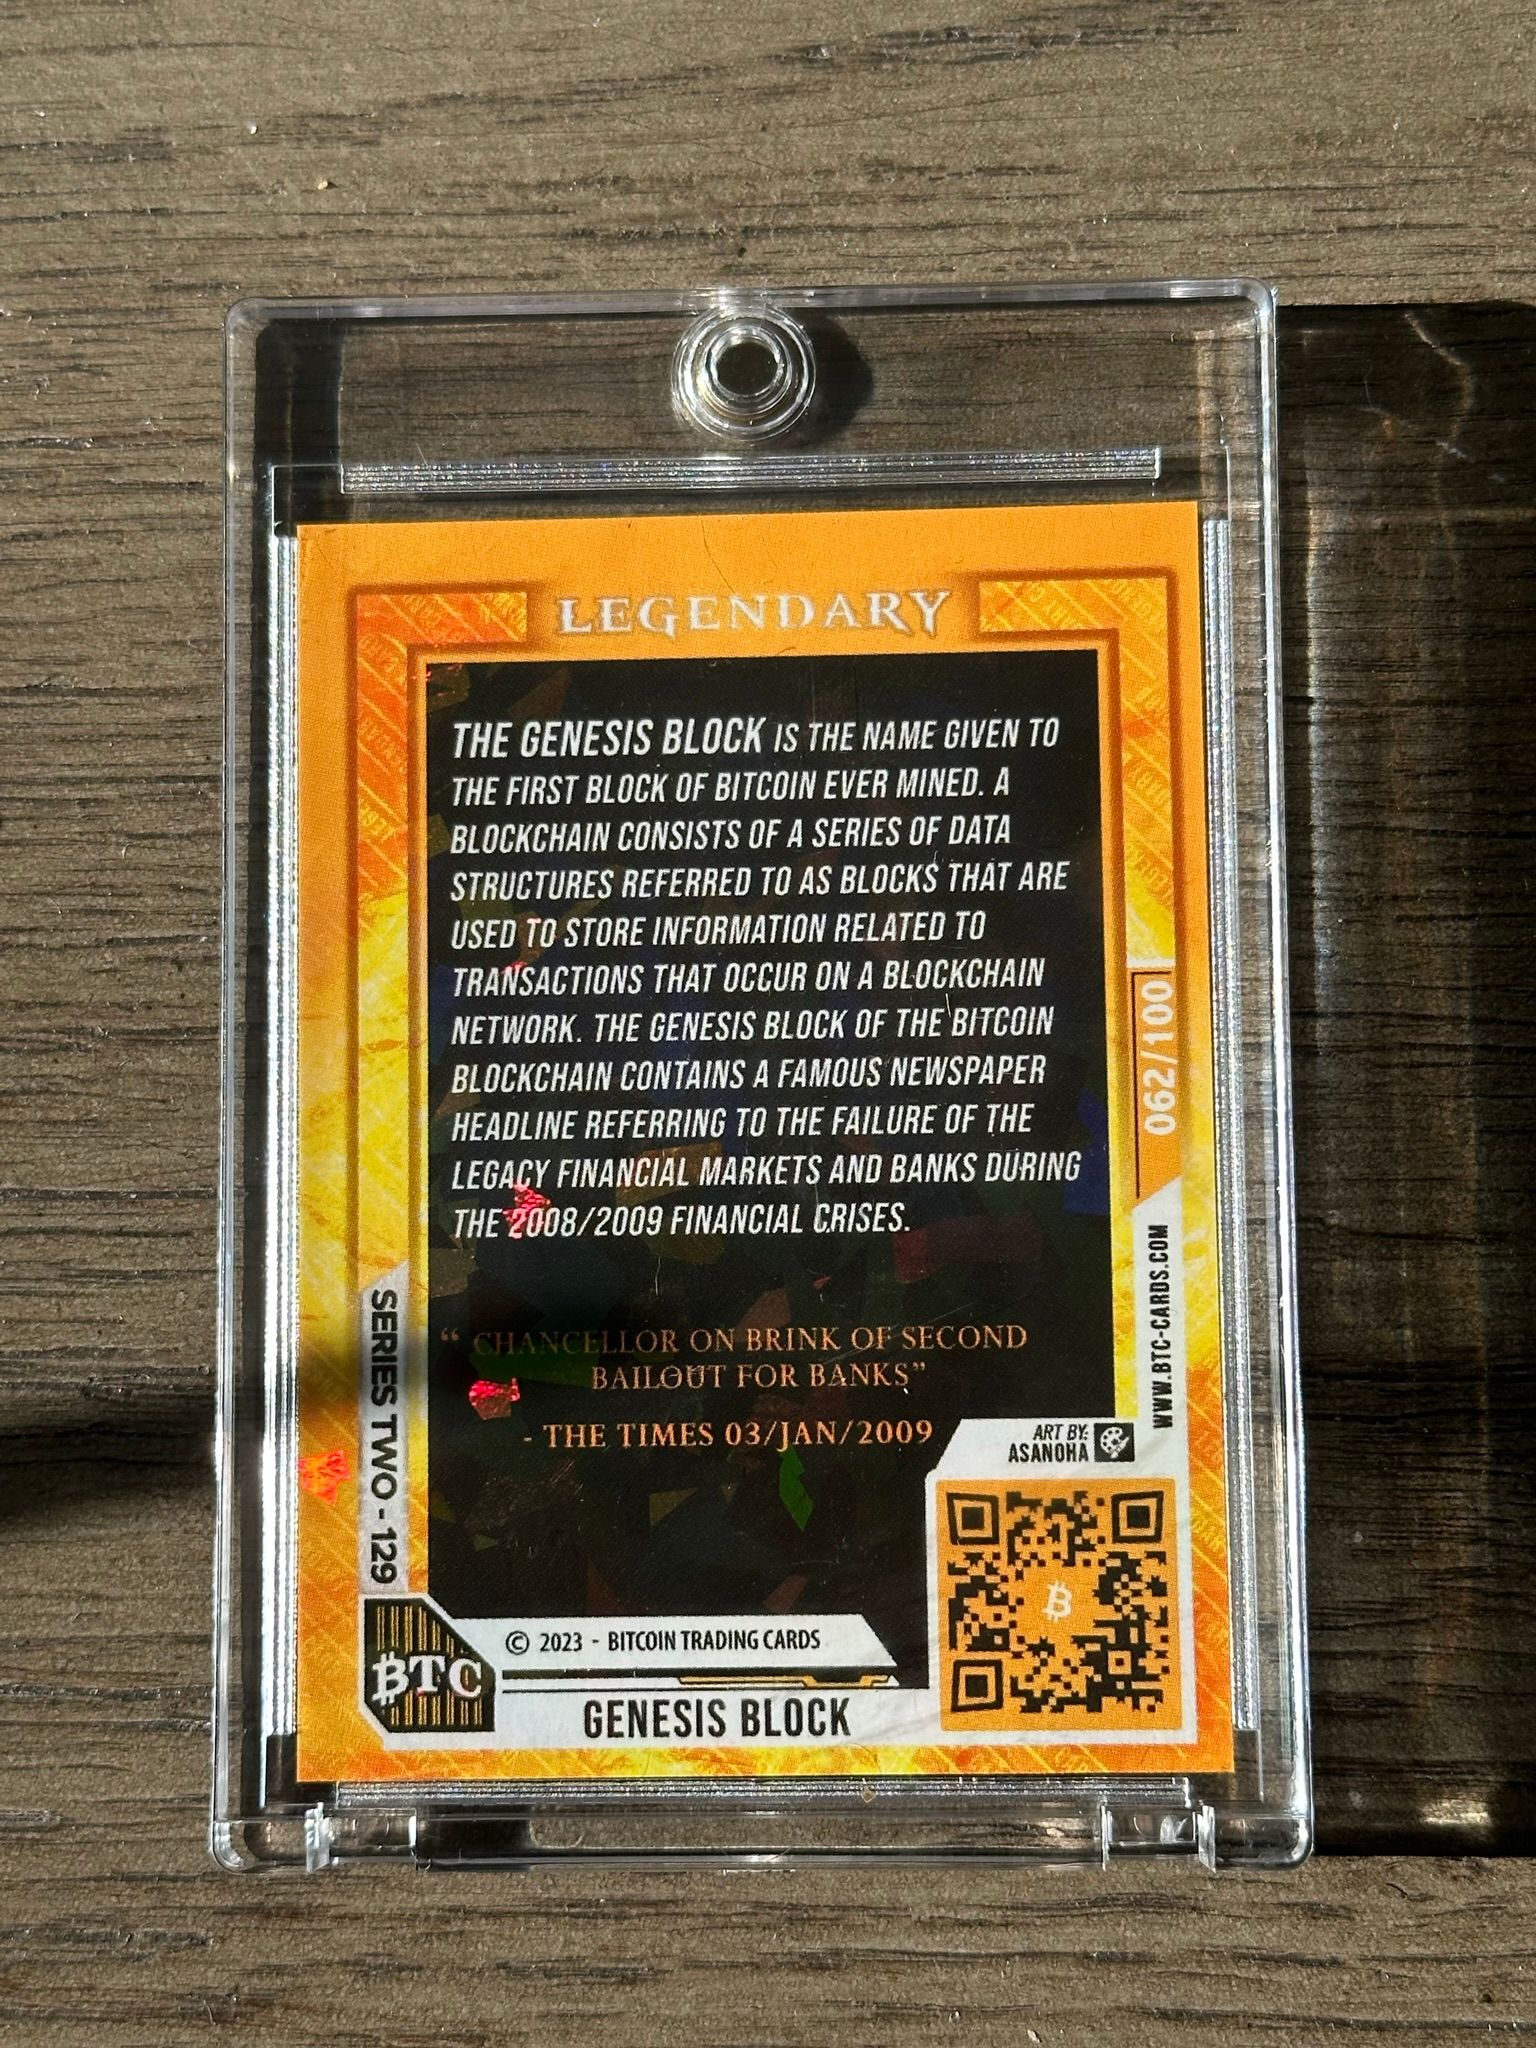 LEGENDARY
THE GENESIS BLOCK IS THE NAME GIVEN TO
THE FIRST BLOCK OF BITCOIN EVER MINED. A
BLOCKCHAIN CONSISTS OF A SERIES OF DATA
STRUCTURES REFERRED TO AS BLOCKS THAT ARE
USED TO STORE INFORMATION RELATED TO
TRANSACTIONS THAT OCCUR ON A BLOCKCHAIN
NETWORK. THE GENESIS BLOCK OF THE BITCOIN
BLOCKCHAIN CONTAINS A FAMOUS NEWSPAPER
HEADLINE REFERRING TO THE FAILURE OF THE
LEGACY FINANCIAL MARKETS AND BANKS DURING
THE 2008/2009 FINANCIAL CRISES.
“ CHANCELLOR ON BRINK OF SECOND
BAILOUT FOR BANKS”
- THE TIMES 03/JAN/2009
062/100
WWW.BTC-CARDS.COM
SERIES TWO - 129
ART BY:
ASANOHA
₿TC
© 2023 - BITCOIN TRADING CARDS
GENESIS BLOCK